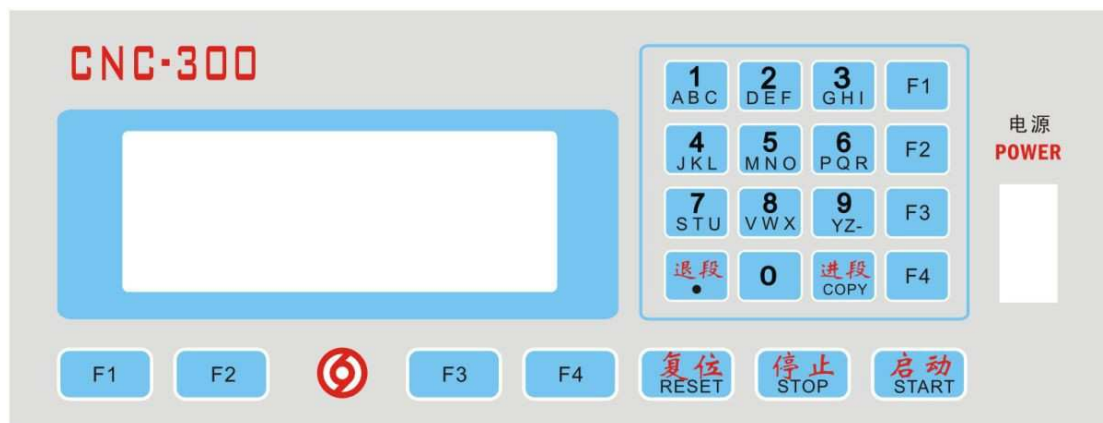 CNC-300
1
ABC
2
DEF
3
GHI
F1
4
JKL
5
MNO
6
PQR
F2
7
STU
8
VWX
9
YZ-
F3
退段
•
0
进段
COPY
F4
电源
POWER
F1
F2
F3
F4
复位
RESET
停止
STOP
启动
START